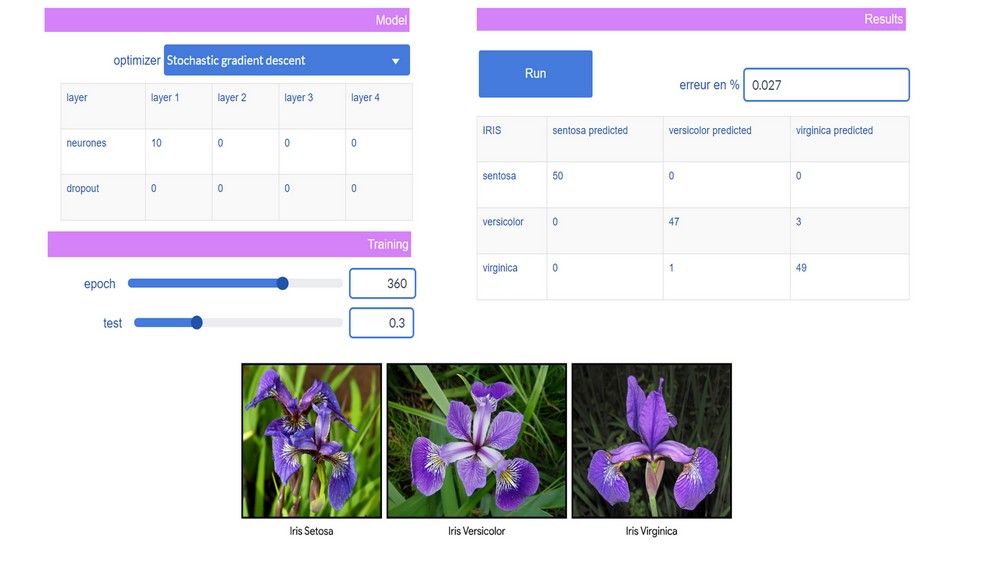 Model
optimizer Stochastic gradient descent
layer layer 1 layer 2 layer 3 layer 4
neurones 10 0 0 0
dropout 0 0 0 0
Training
epoch 360
test 0.3
Results
Run
erreur en % 0.027
IRIS sentosa predicted versicolor predicted virginica predicted
sentosa 50 0 0
versicolor 0 47 3
virginica 0 1 49
Iris Setosa Iris Versicolor Iris Virginica